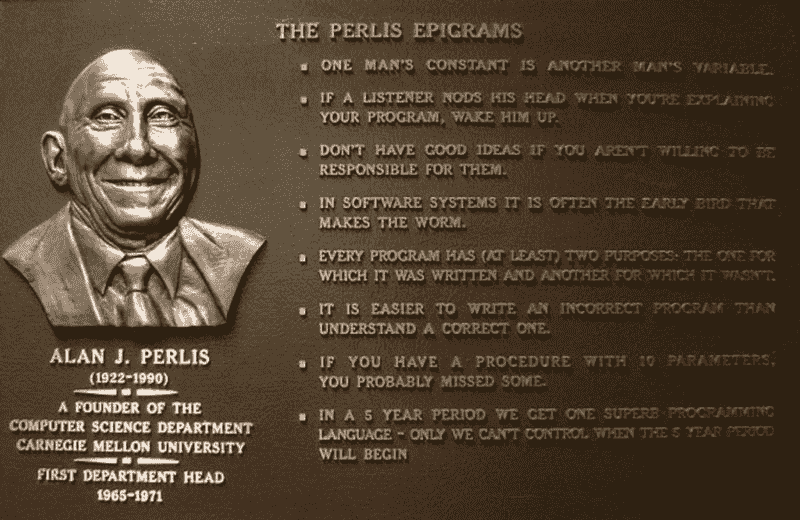 THE PERLIS EPIGRAMS
ONE MAN'S CONSTANT IS ANOTHER MAN'S VARIABLE.
IF A LISTENER NODS HIS HEAD WHEN YOU'RE EXPLAINING
YOUR PROGRAM, WAKE HIM UP.
DON'T HAVE GOOD IDEAS IF YOU AREN'T WILLING TO BE
RESPONSIBLE FOR THEM.
IN SOFTWARE SYSTEMS IT IS OFTEN THE EARLY BIRD THAT
MAKES THE WORM.
EVERY PROGRAM HAS (AT LEAST) TWO PURPOSES: THE ONE FOR
WHICH IT WAS WRITTEN AND ANOTHER FOR WHICH IT WASN'T.
IT IS EASIER TO WRITE AN INCORRECT PROGRAM THAN
UNDERSTAND A CORRECT ONE.
IF YOU HAVE A PROCEDURE WITH 10 PARAMETERS,
YOU PROBABLY MISSED SOME.
IN A 5 YEAR PERIOD WE GET ONE SUPERB PROGRAMMING
LANGUAGE - ONLY WE CAN'T CONTROL WHEN THE 5 YEAR PERIOD
WILL BEGIN
ALAN J. PERLIS
(1922-1990)
A FOUNDER OF THE
COMPUTER SCIENCE DEPARTMENT
CARNEGIE MELLON UNIVERSITY
FIRST DEPARTMENT HEAD
1965-1971